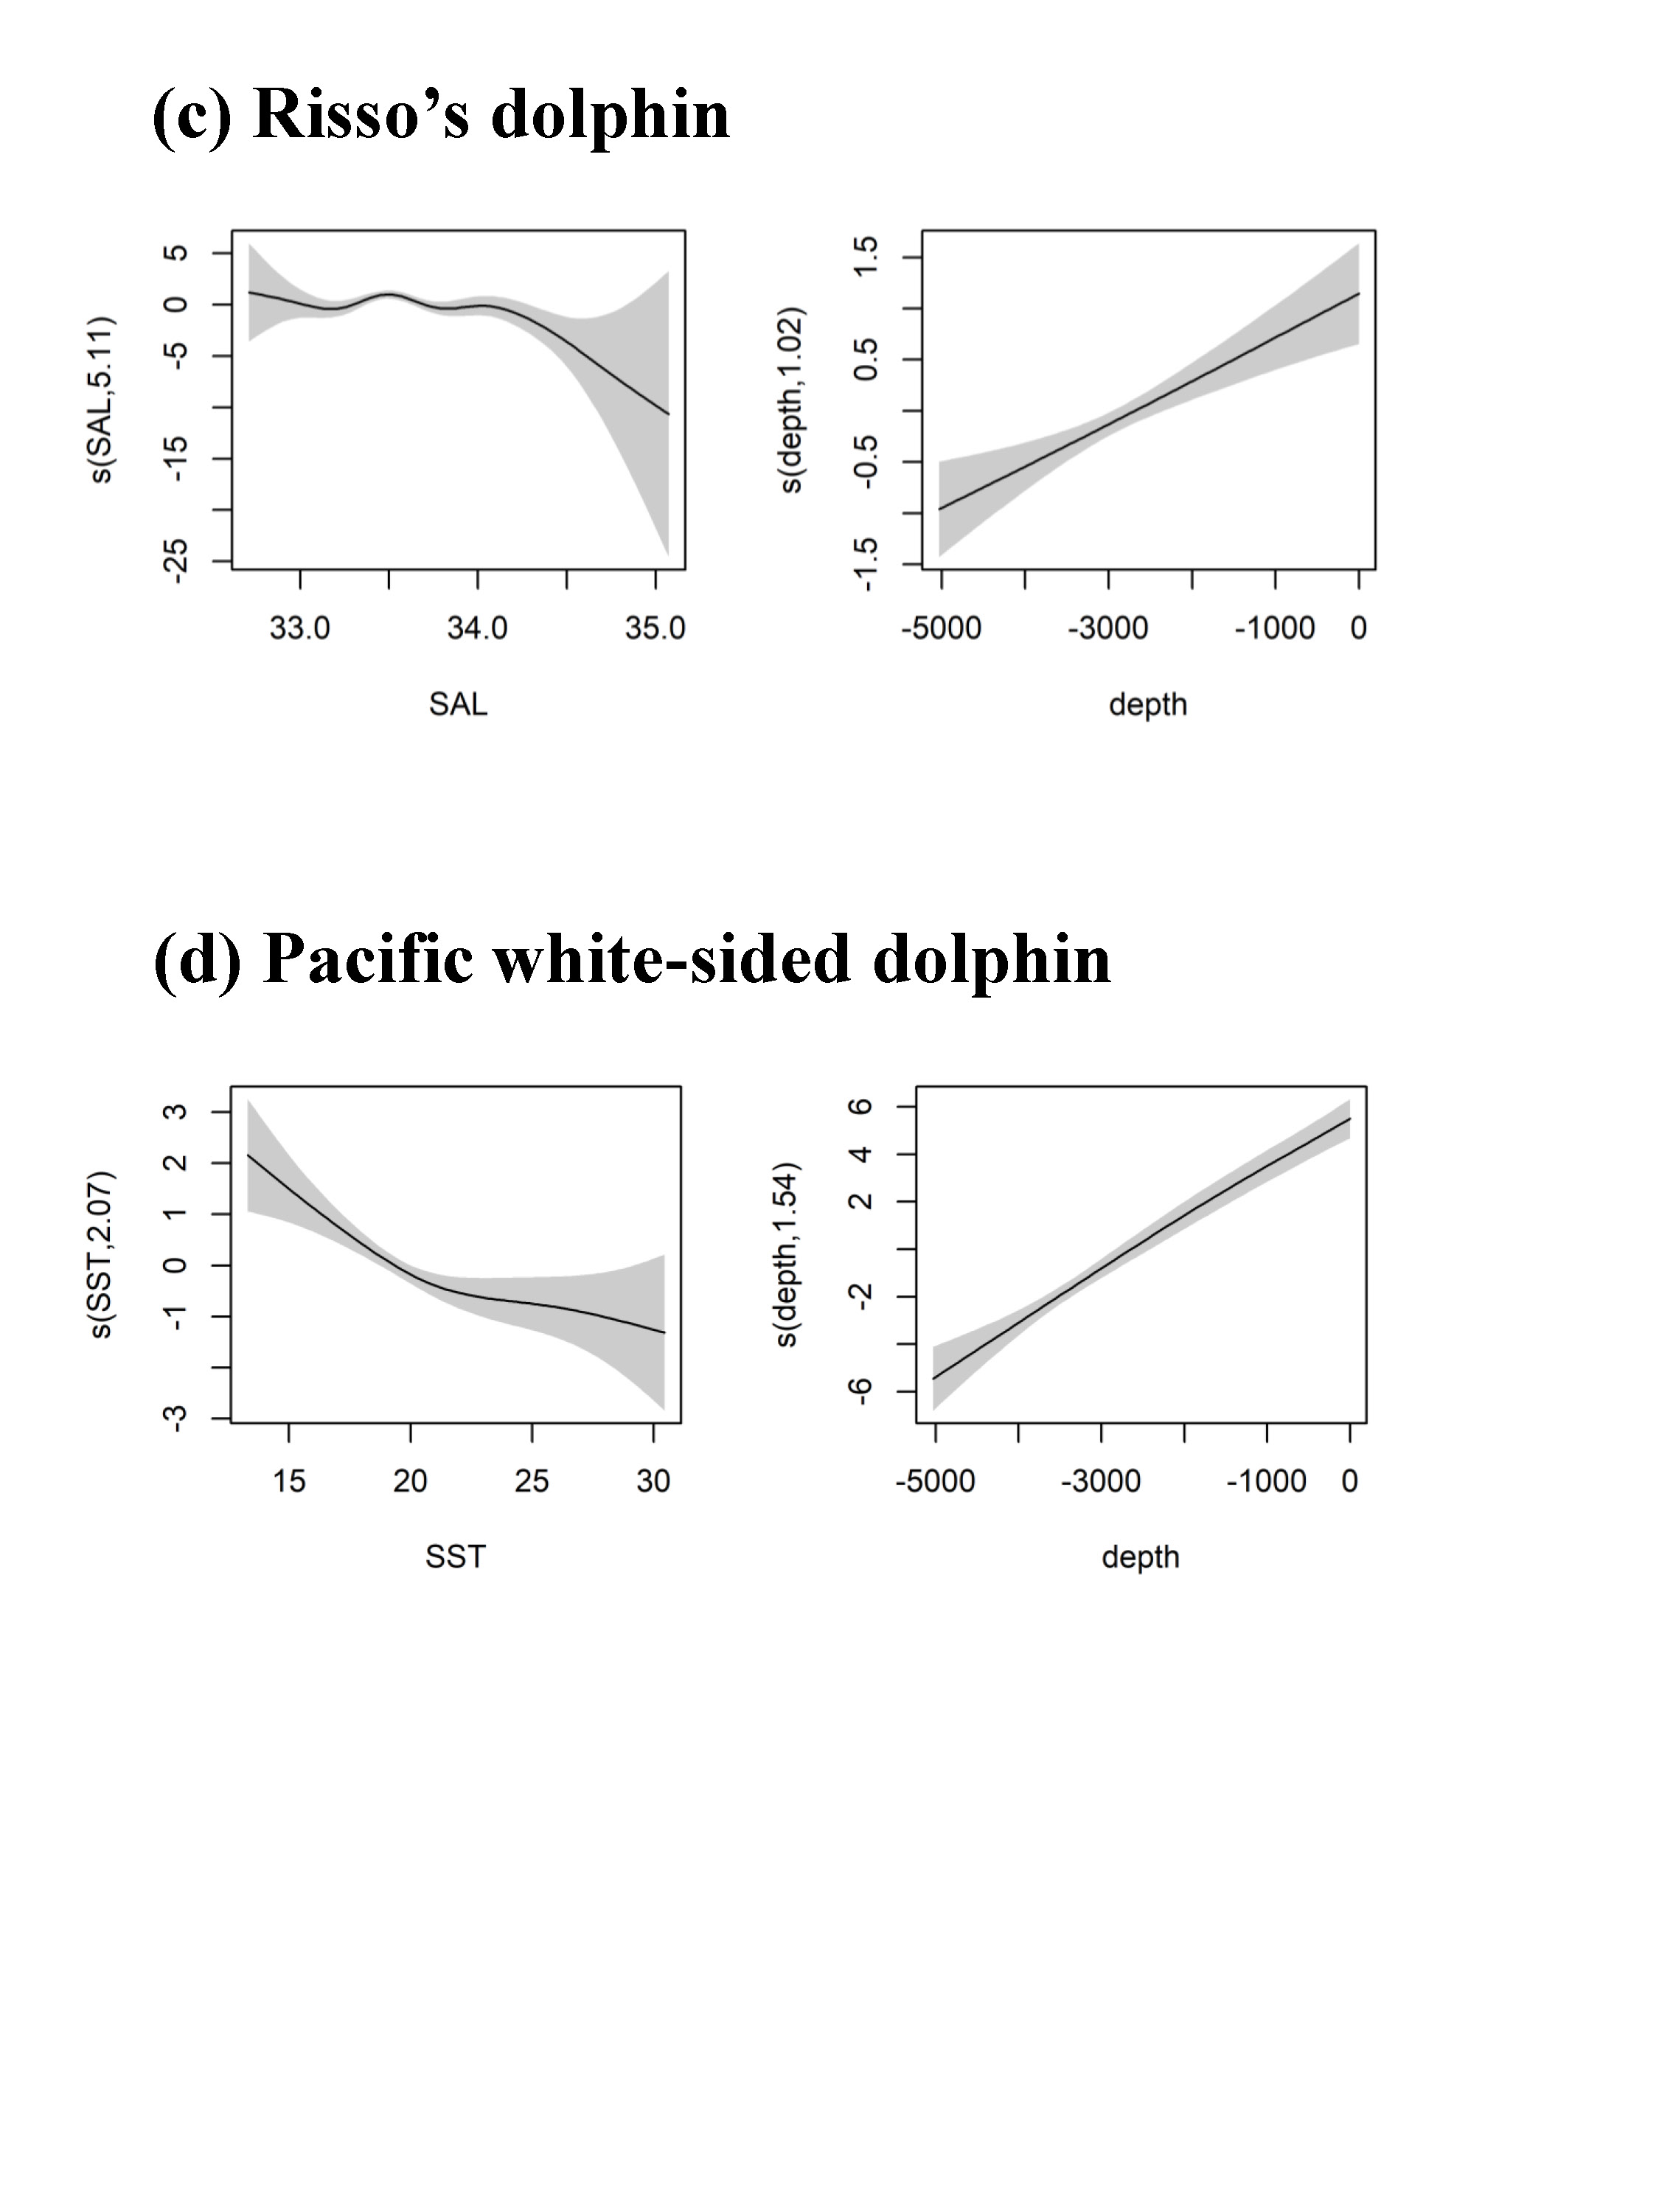 (c) Risso’s dolphin
s(SAL,5.11)
5
0
-5
-15
-25
33.0 34.0 35.0
SAL
s(depth,1.02)
1.5
0.5
-0.5
-1.5
-5000 -3000 -1000 0
depth
(d) Pacific white-sided dolphin
s(SST,2.07)
3
2
1
0
-1
-3
15 20 25 30
SST
s(depth,1.54)
6
4
2
-2
-6
-5000 -3000 -1000 0
depth